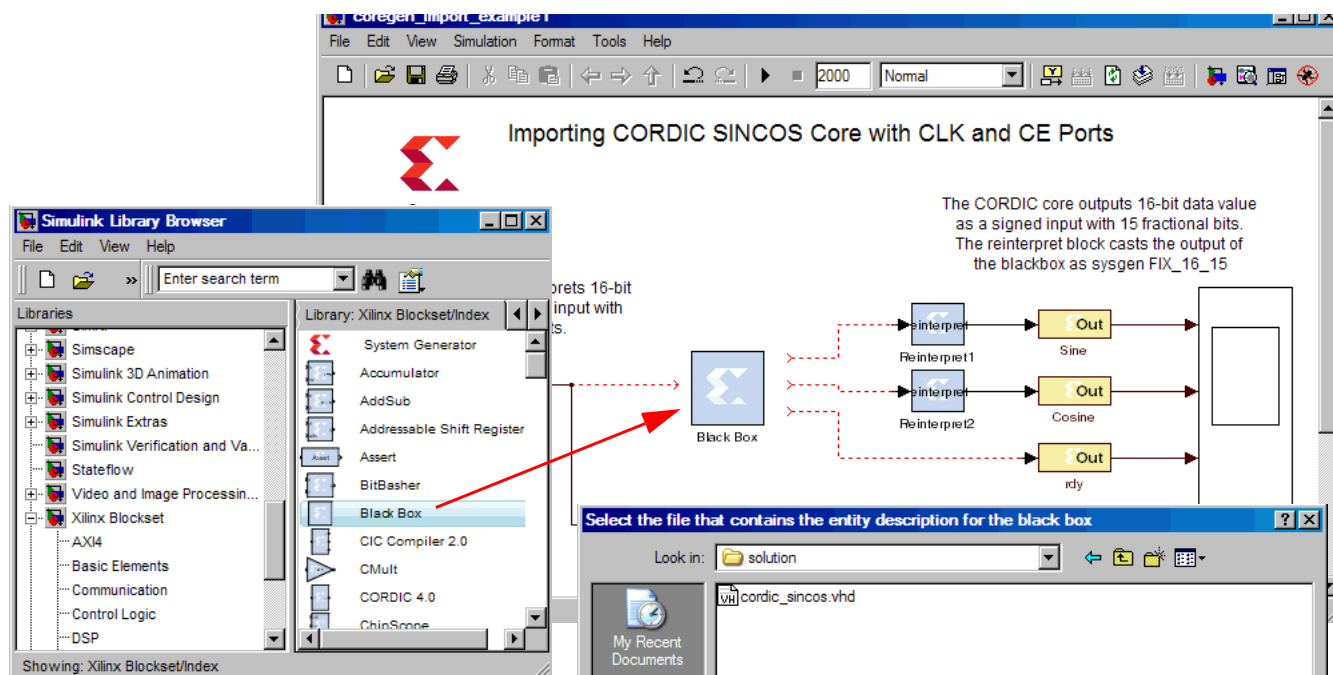 coregen_import_example1
File Edit View Simulation Format Tools Help
2000 Normal
Importing CORDIC SINCOS Core with CLK and CE Ports
The CORDIC core outputs 16-bit data value
as a signed input with 15 fractional bits.
The reinterpret block casts the output of
the blackbox as sysgen FIX_16_15
prets 16-bit
input with
ts.
Black Box
einterpret
Reinterpret1
einterpret
Reinterpret2
Out
Sine
Out
Cosine
Out
rdy
Simulink Library Browser
File Edit View Help
» Enter search term
Libraries
Simscape
Simulink 3D Animation
Simulink Control Design
Simulink Extras
Simulink Verification and Va...
Stateflow
Video and Image Processin...
Xilinx Blockset
AXI4
Basic Elements
Communication
Control Logic
DSP
Library: Xilinx Blockset/Index
System Generator
Accumulator
AddSub
Addressable Shift Register
Assert
Assert
BitBasher
Black Box
CIC Compiler 2.0
CMult
CORDIC 4.0
ChipScope
Showing: Xilinx Blockset/Index
Select the file that contains the entity description for the black box
Look in: solution
cordic_sincos.vhd
My Recent
Documents